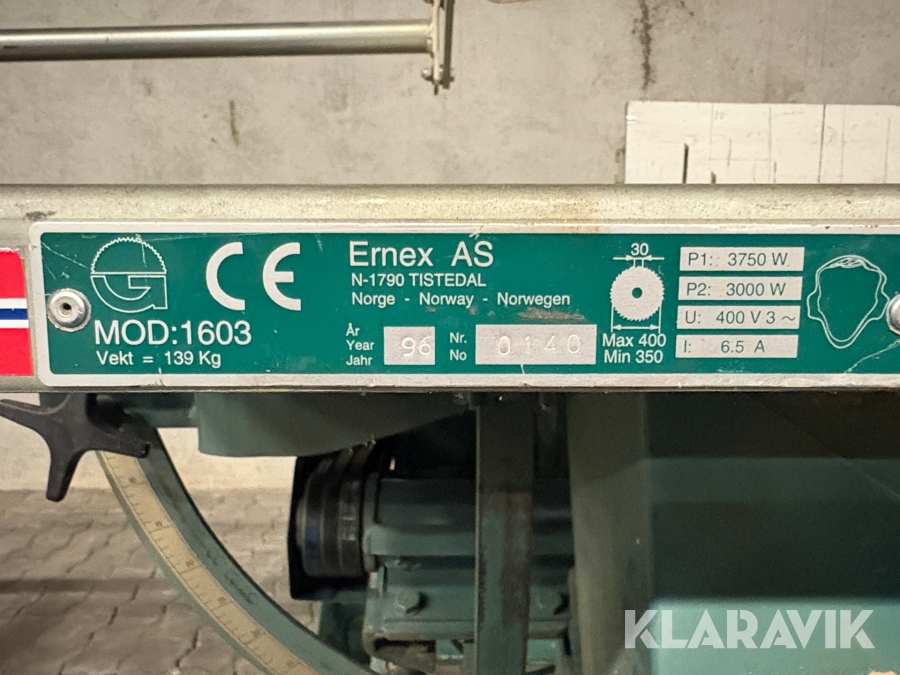 CE
Ernex AS
N-1790 TISTEDAL
Norge - Norway - Norwegen
MOD:1603
Vekt = 139 Kg
År
Year
Jahr
96
Nr.
No
0140
30
Max 400
Min 350
P1: 3750 W.
P2: 3000 W
U: 400 V 3 ~
I: 6.5 A
KLARAVIK